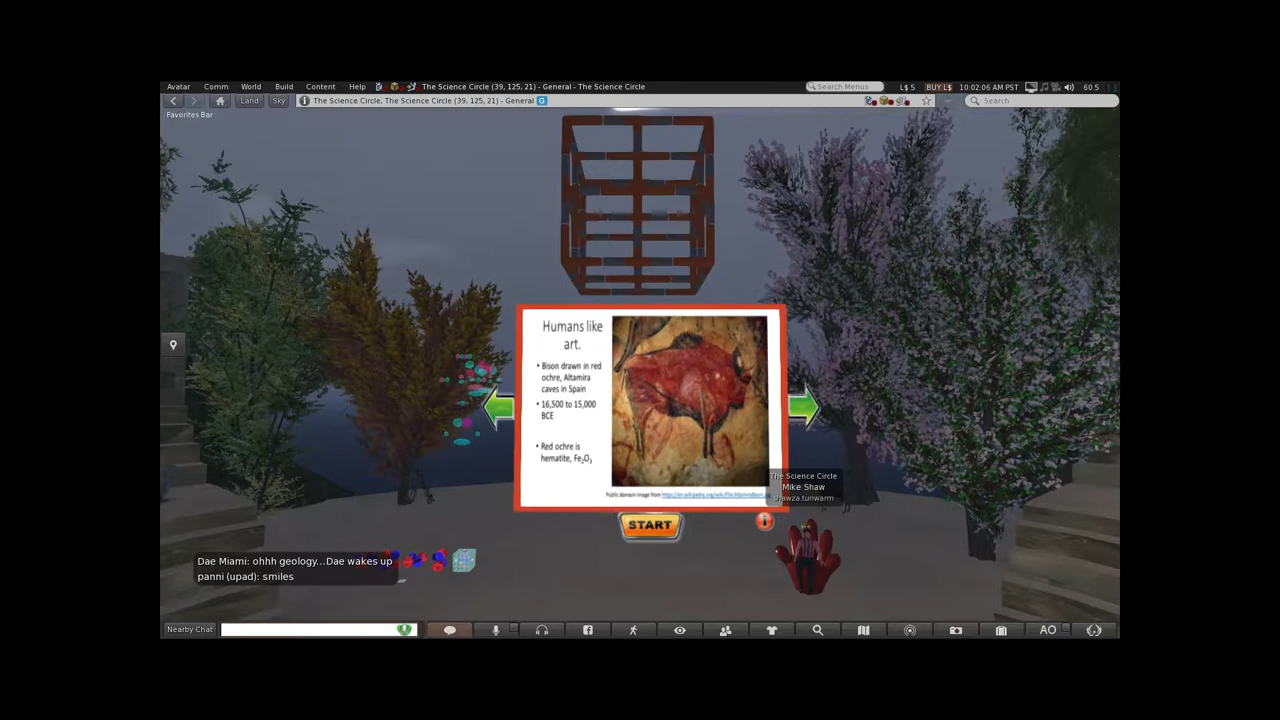 Avatar Comm World Build Content Help The Science Circle (39, 125, 21) - General - The Science Circle Search Menus L$ 5 BUY L$ 10:02:06 AM PST 60.5
Land Sky The Science Circle, The Science Circle (39, 125, 21) - General G Search
Favorites Bar
Humans like
art.
• Bison drawn in red
ochre, Altamira
caves in Spain
• 16,500 to 15,000
BCE
• Red ochre is
hematite, Fe2O3
Public domain image from
The Science Circle
Mike Shaw
shawza.tunwarm
START
Dae Miami: ohhh geology...Dae wakes up
panni (upad): smiles
Nearby Chat AO